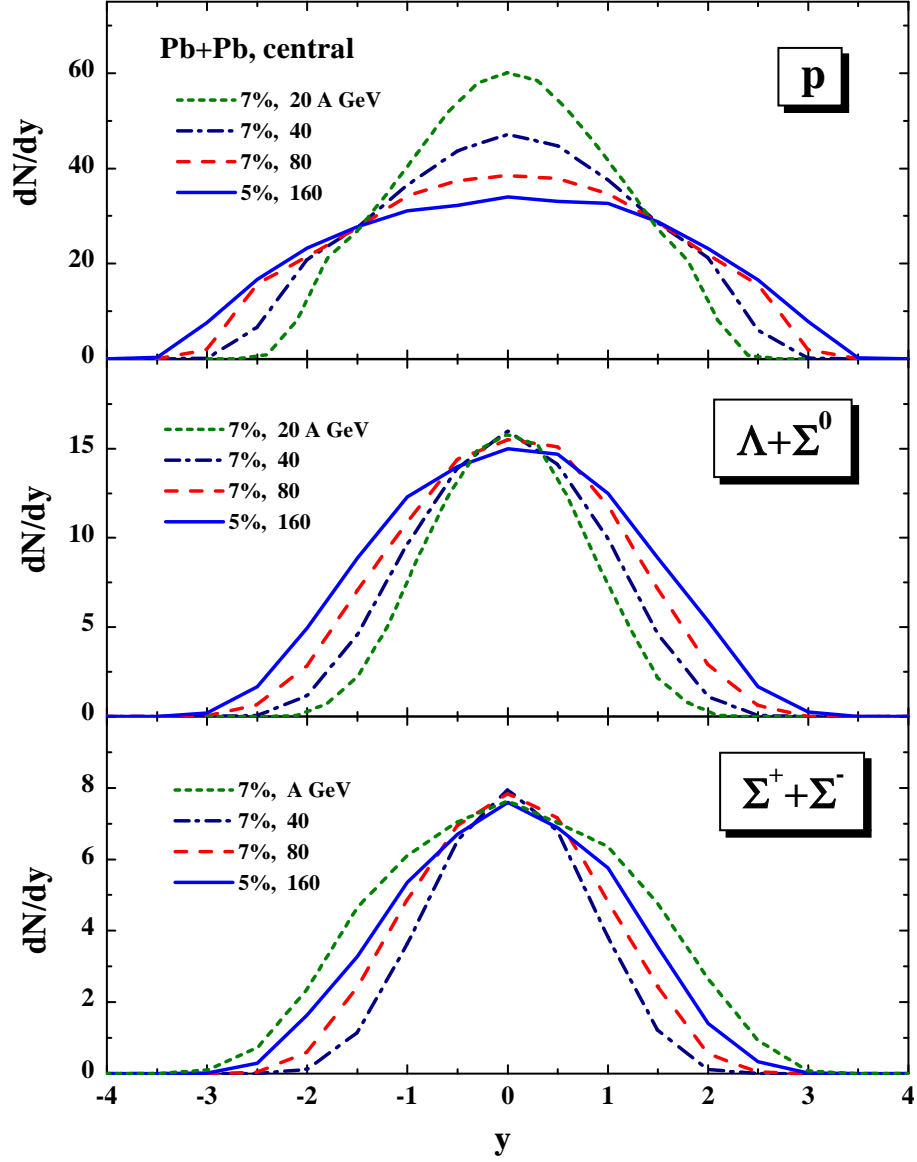 Pb+Pb, central
p
7%, 20 A GeV
7%, 40
7%, 80
5%, 160
dN/dy
60
40
20
0
Λ+Σ⁰
7%, 20 A GeV
7%, 40
7%, 80
5%, 160
dN/dy
15
10
5
0
Σ⁺+Σ⁻
7%, A GeV
7%, 40
7%, 80
5%, 160
dN/dy
8
6
4
2
0
-4 -3 -2 -1 0 1 2 3 4
y